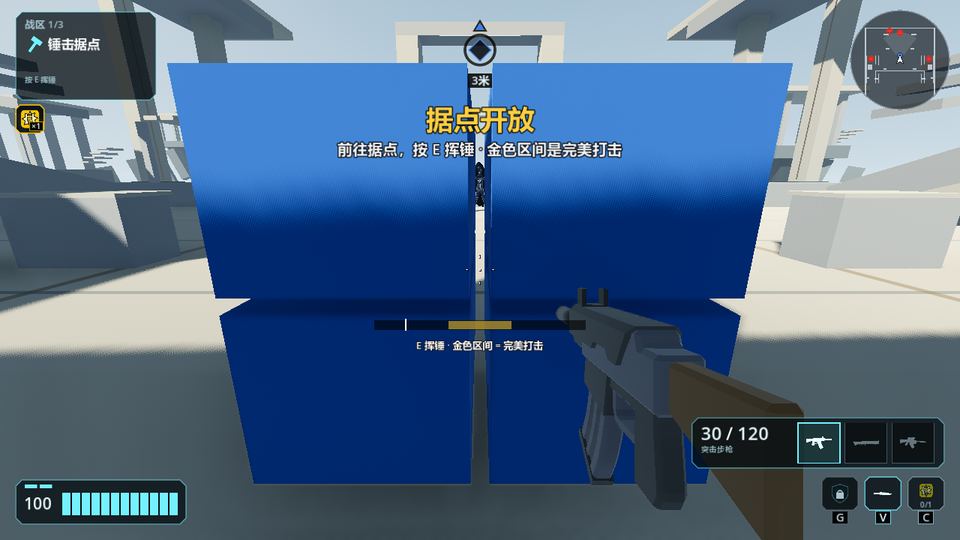 战区 1/3
锤击据点
按 E 挥锤
×1
3米
据点开放
前往据点，按 E 挥锤 · 金色区间是完美打击
E 挥锤 · 金色区间 = 完美打击
30 / 120
突击步枪
100
0/1
G
V
C